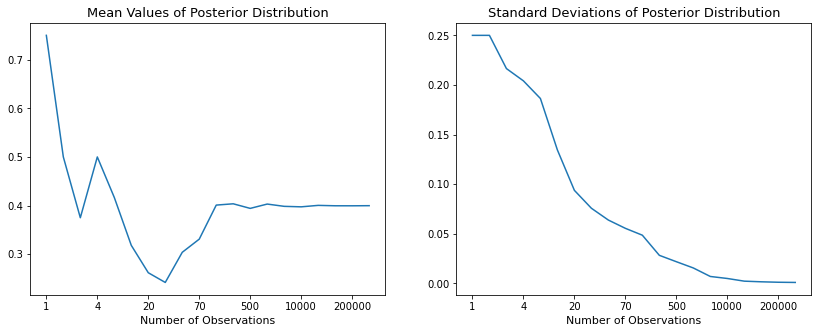 Mean Values of Posterior Distribution
0.7
0.6
0.5
0.4
0.3
1 4 20 70 500 10000 200000
Number of Observations
Standard Deviations of Posterior Distribution
0.25
0.20
0.15
0.10
0.05
0.00
1 4 20 70 500 10000 200000
Number of Observations